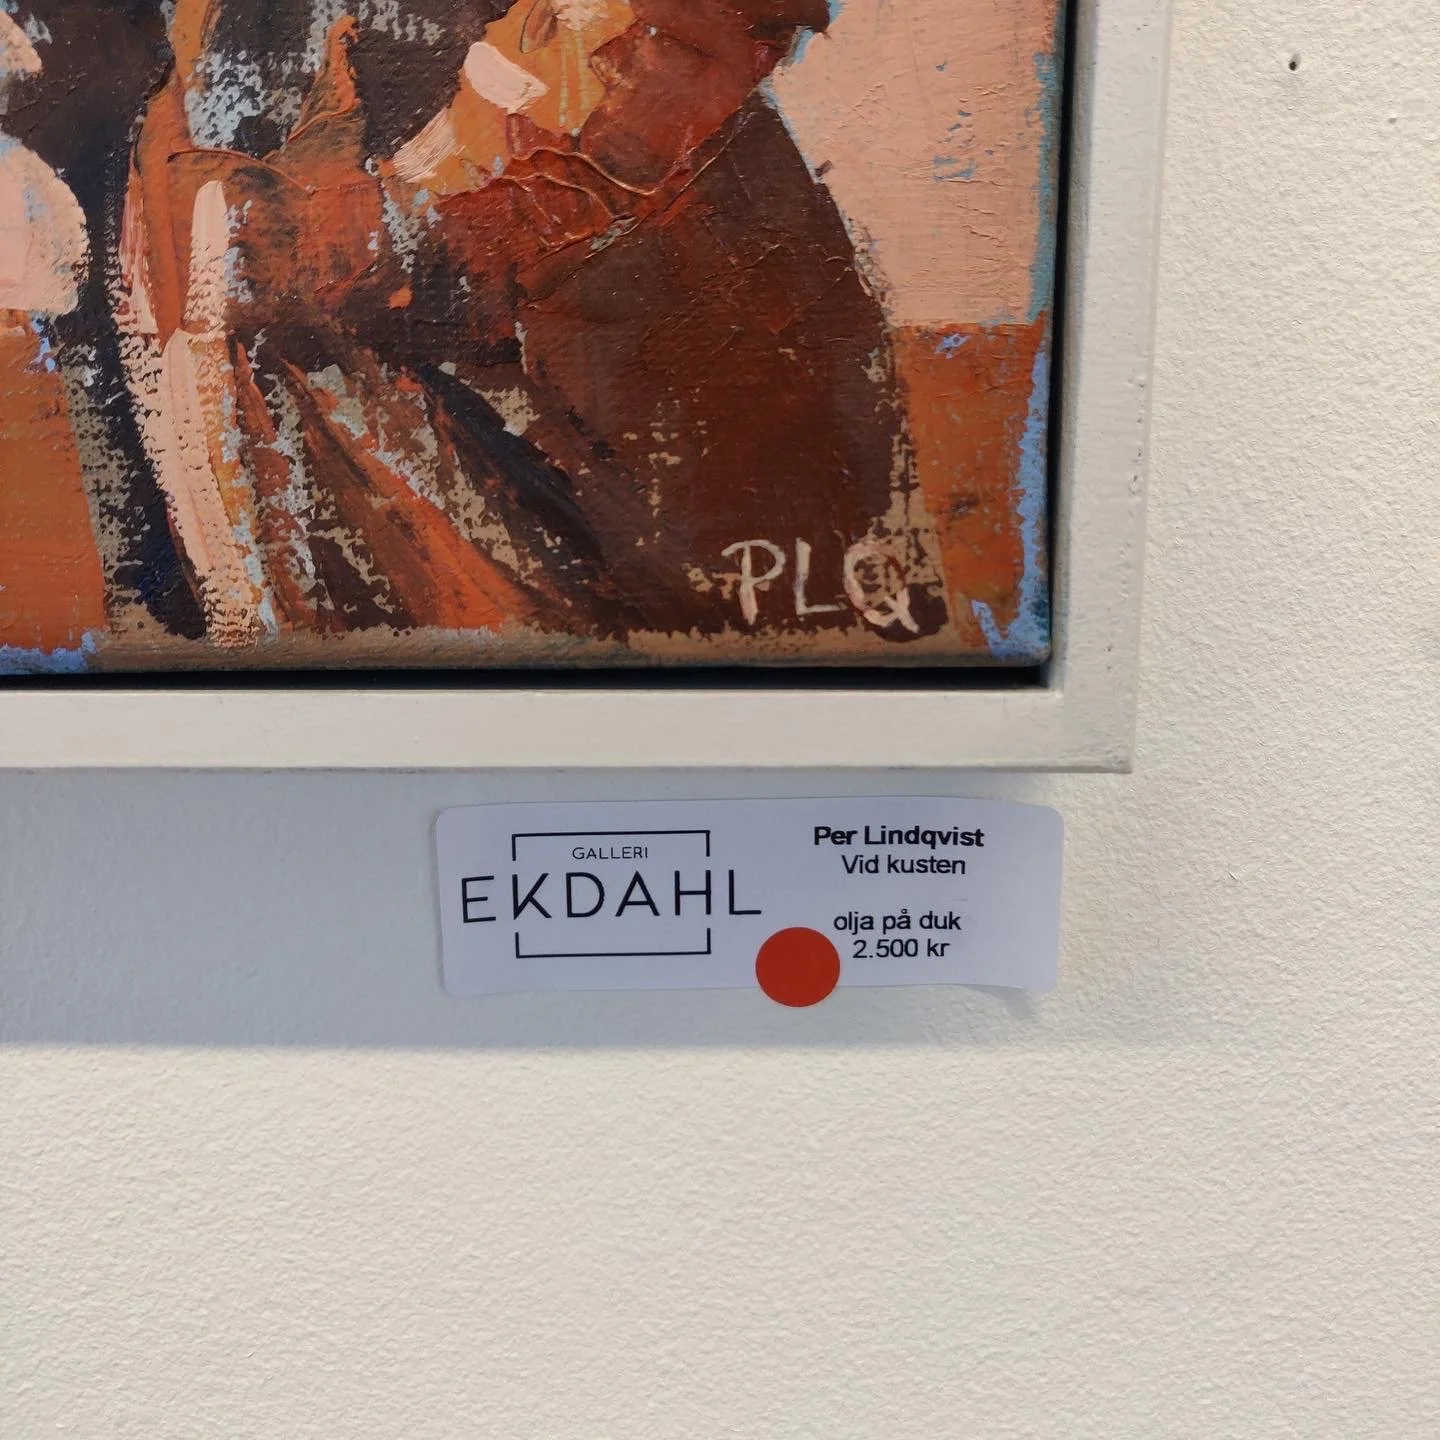 PLQ
GALLERI
EKDAHL
Per Lindqvist
Vid kusten
olja på duk
2.500 kr